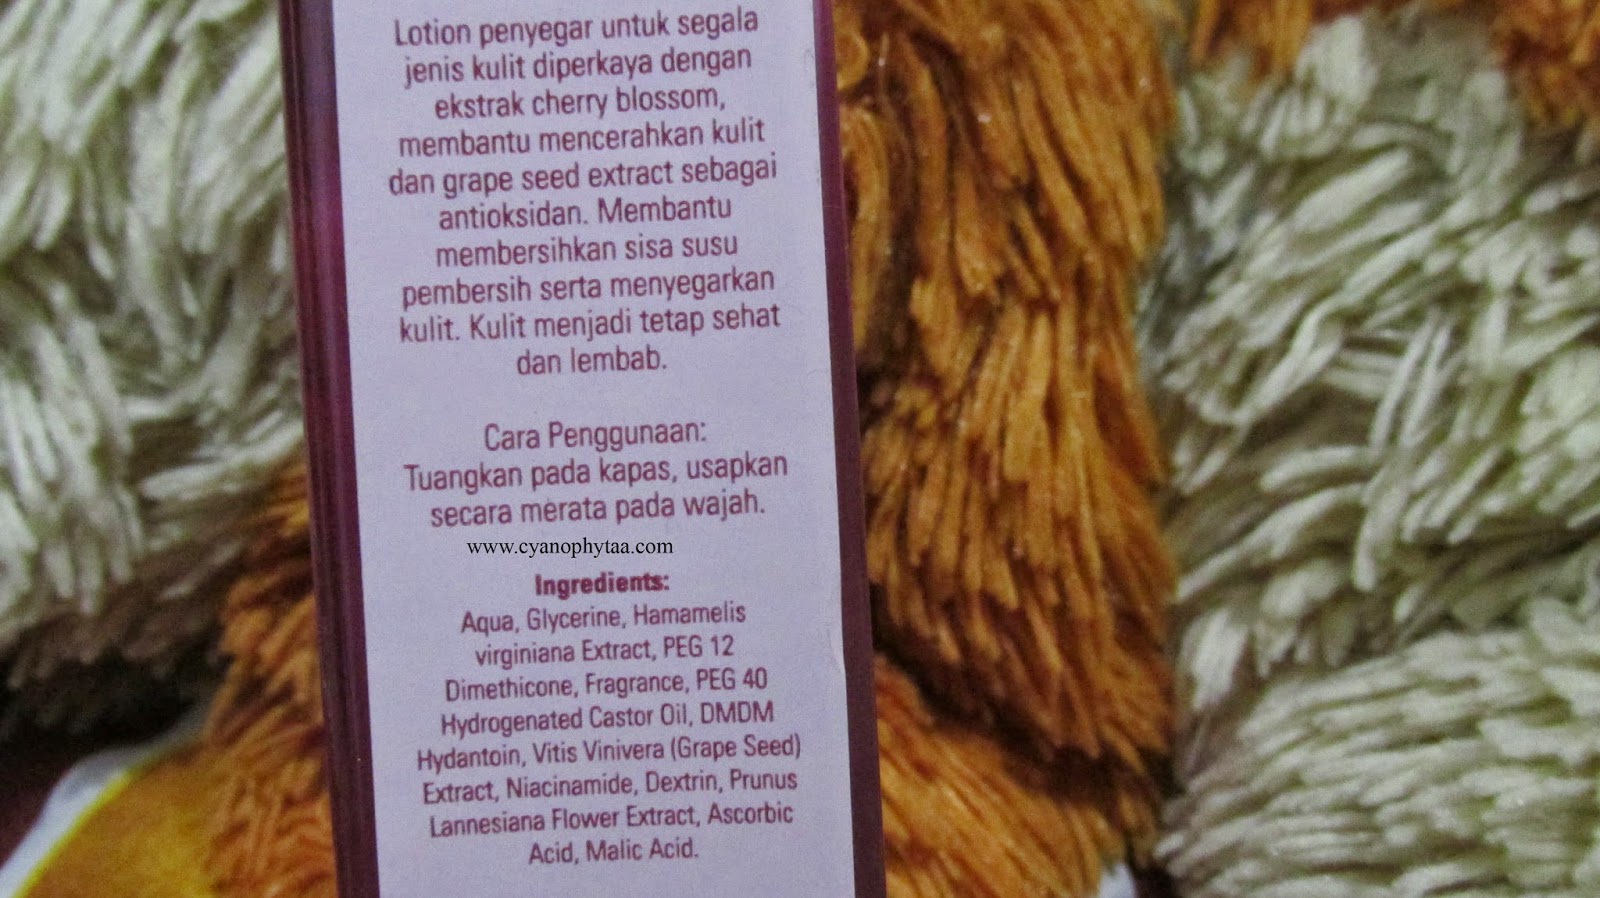 Lotion penyegar untuk segala
jenis kulit diperkaya dengan
ekstrak cherry blossom,
membantu mencerahkan kulit
dan grape seed extract sebagai
antioksidan. Membantu
membersihkan sisa susu
pembersih serta menyegarkan
kulit. Kulit menjadi tetap sehat
dan lembab.
Cara Penggunaan:
Tuangkan pada kapas, usapkan
secara merata pada wajah.
www.cyanophytaa.com
Ingredients:
Aqua, Glycerine, Hamamelis
virginiana Extract, PEG 12
Dimethicone, Fragrance, PEG 40
Hydrogenated Castor Oil, DMDM
Hydantoin, Vitis Vinivera (Grape Seed)
Extract, Niacinamide, Dextrin, Prunus
Lannesiana Flower Extract, Ascorbic
Acid, Malic Acid.